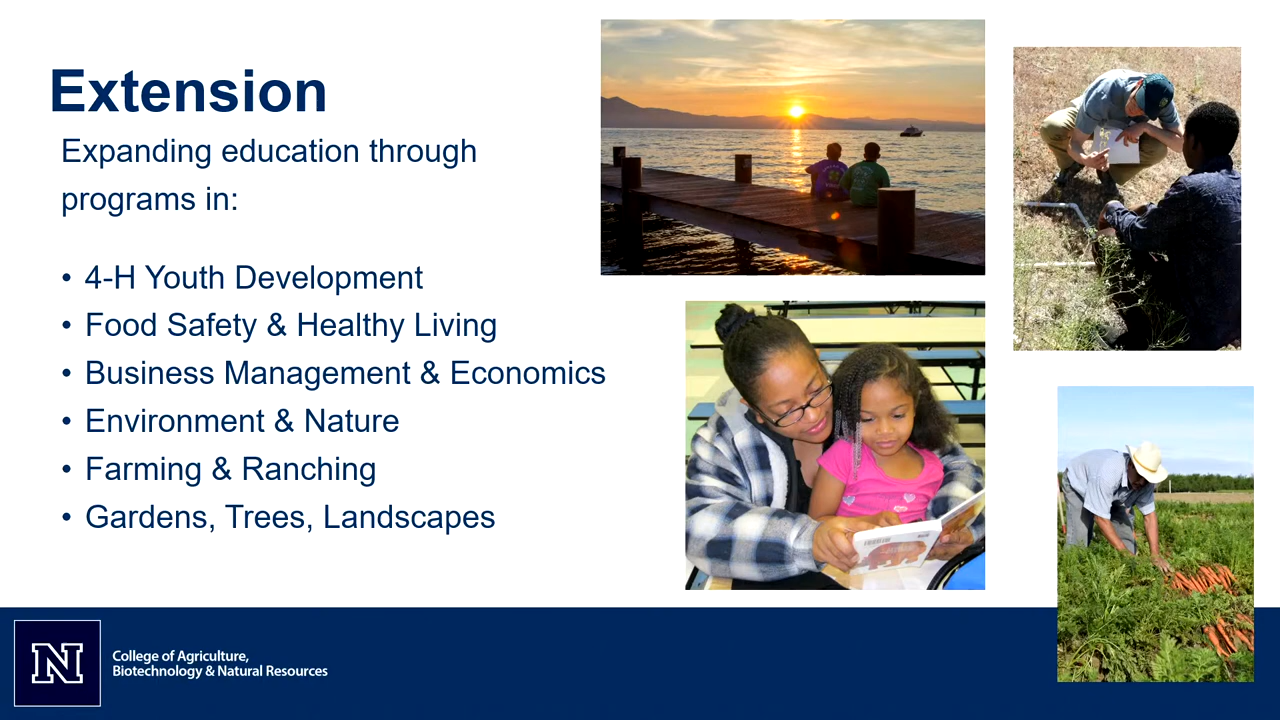 Extension
Expanding education through
programs in:
• 4-H Youth Development
• Food Safety & Healthy Living
• Business Management & Economics
• Environment & Nature
• Farming & Ranching
• Gardens, Trees, Landscapes
N
College of Agriculture,
Biotechnology & Natural Resources